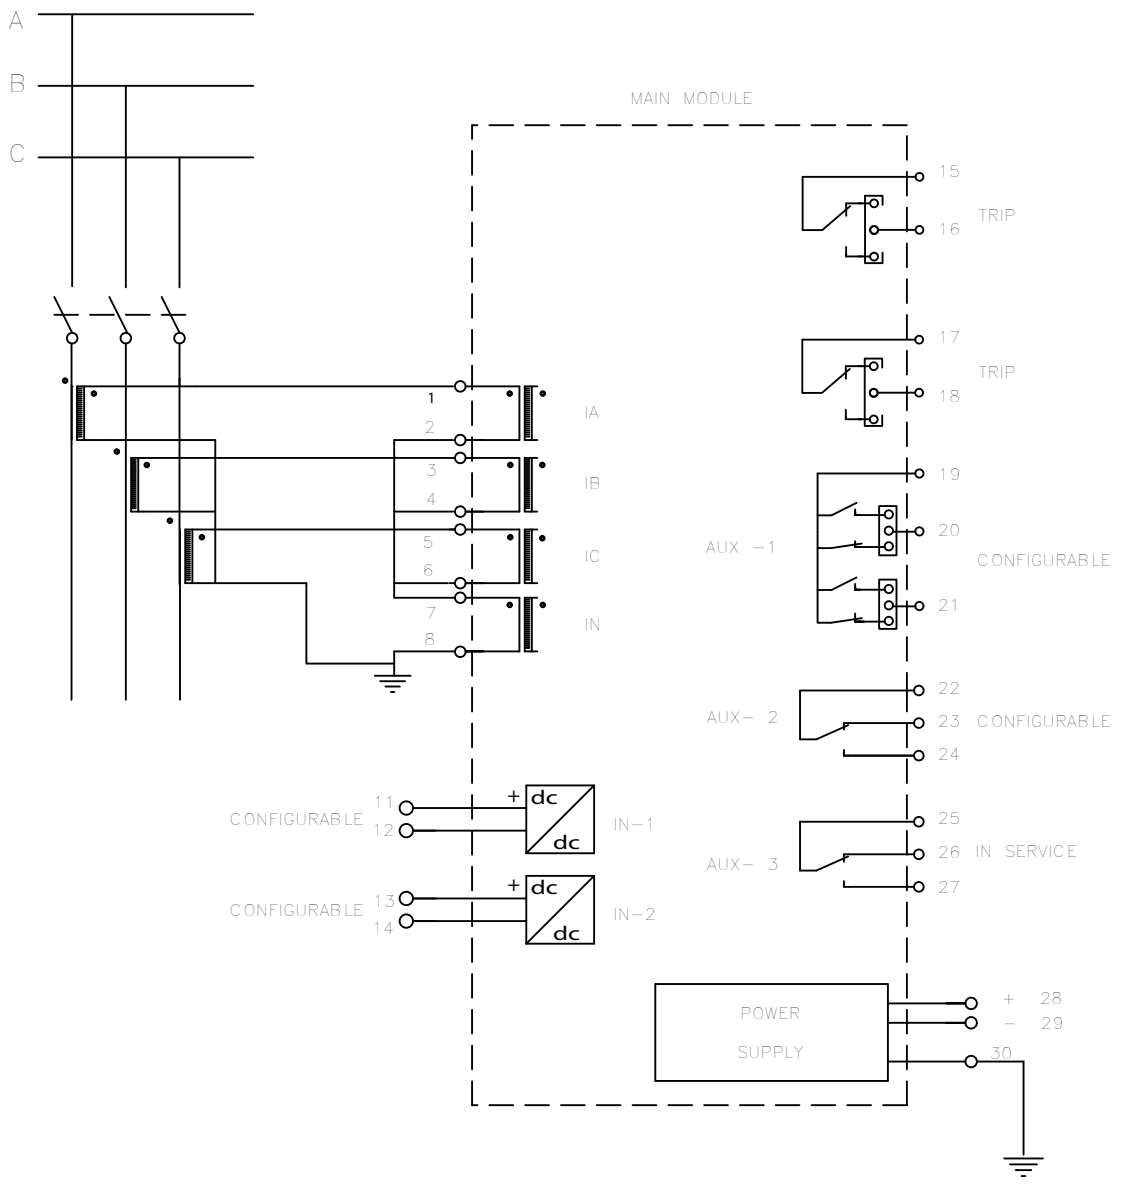 A
B
C
MAIN MODULE
15
TRIP
16
17
TRIP
18
1
IA
2
3
IB
4
5
IC
6
7
IN
8
19
20
AUX -1
CONFIGURABLE
21
22
AUX- 2
23 CONFIGURABLE
24
25
AUX- 3
26 IN SERVICE
27
11
+ dc
CONFIGURABLE
IN-1
12
dc
13
+ dc
CONFIGURABLE
IN-2
14
dc
POWER
SUPPLY
+ 28
- 29
30